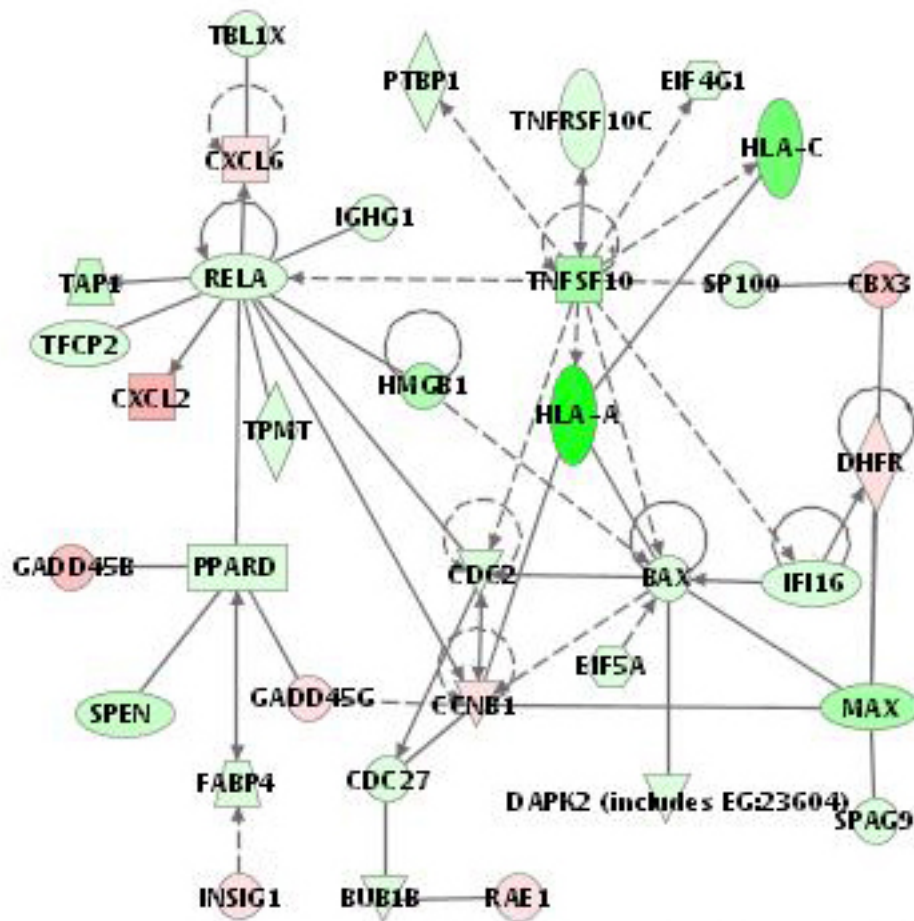 TBL1X
PTBP1
EIF4G1
TNFRSF10C
HLA-C
CXCL6
IGHG1
TAP1
RELA
TNFSF10
SP100
CBX3
TFCP2
HMGB1
CXCL2
HLA-A
TPMT
DHFR
GADD45B
PPARD
CDC2
BAX
IFI16
EIF5A
SPEN
GADD45G
CCNB1
MAX
FABP4
CDC27
DAPK2 (includes EG:23604)
SPAG9
INSIG1
BUB1B
RAE1